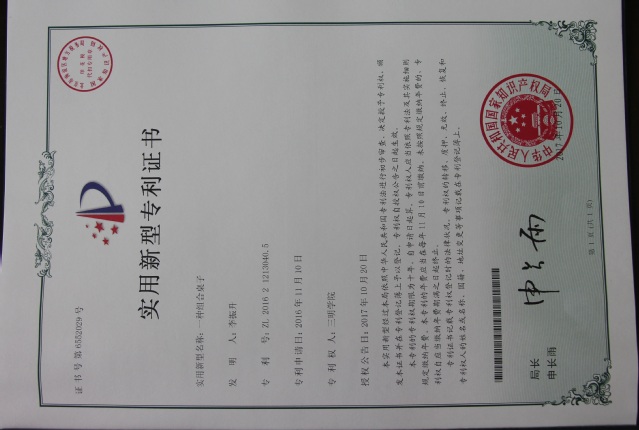 证书号第6552029号
实用新型专利证书
实用新型名称：一种组合桌子
发明人：李振升
专利号：ZL 2016 2 1213040.5
专利申请日：2016年11月10日
专利权人：三明学院
授权公告日：2017年10月20日
本实用新型经过本局依照中华人民共和国专利法进行初步审查，决定授予专利权，颁
发本证书并在专利登记簿上予以登记。专利权自授权公告之日起生效。
本专利的专利权期限为十年，自申请日起算。专利权人应当依照专利法及其实施细则
规定缴纳年费。本专利的年费应当在每年11月10日前缴纳。未按照规定缴纳年费的，专
利权自应当缴纳年费期满之日起终止。
专利证书记载专利权登记时的法律状况。专利权的转移、质押、无效、终止、恢复和
专利权人的姓名或名称、国籍、地址变更等事项记载在专利登记簿上。
局长
申长雨
申长雨
中华人民共和国国家知识产权局
2017年10月20日
第1页（共1页）